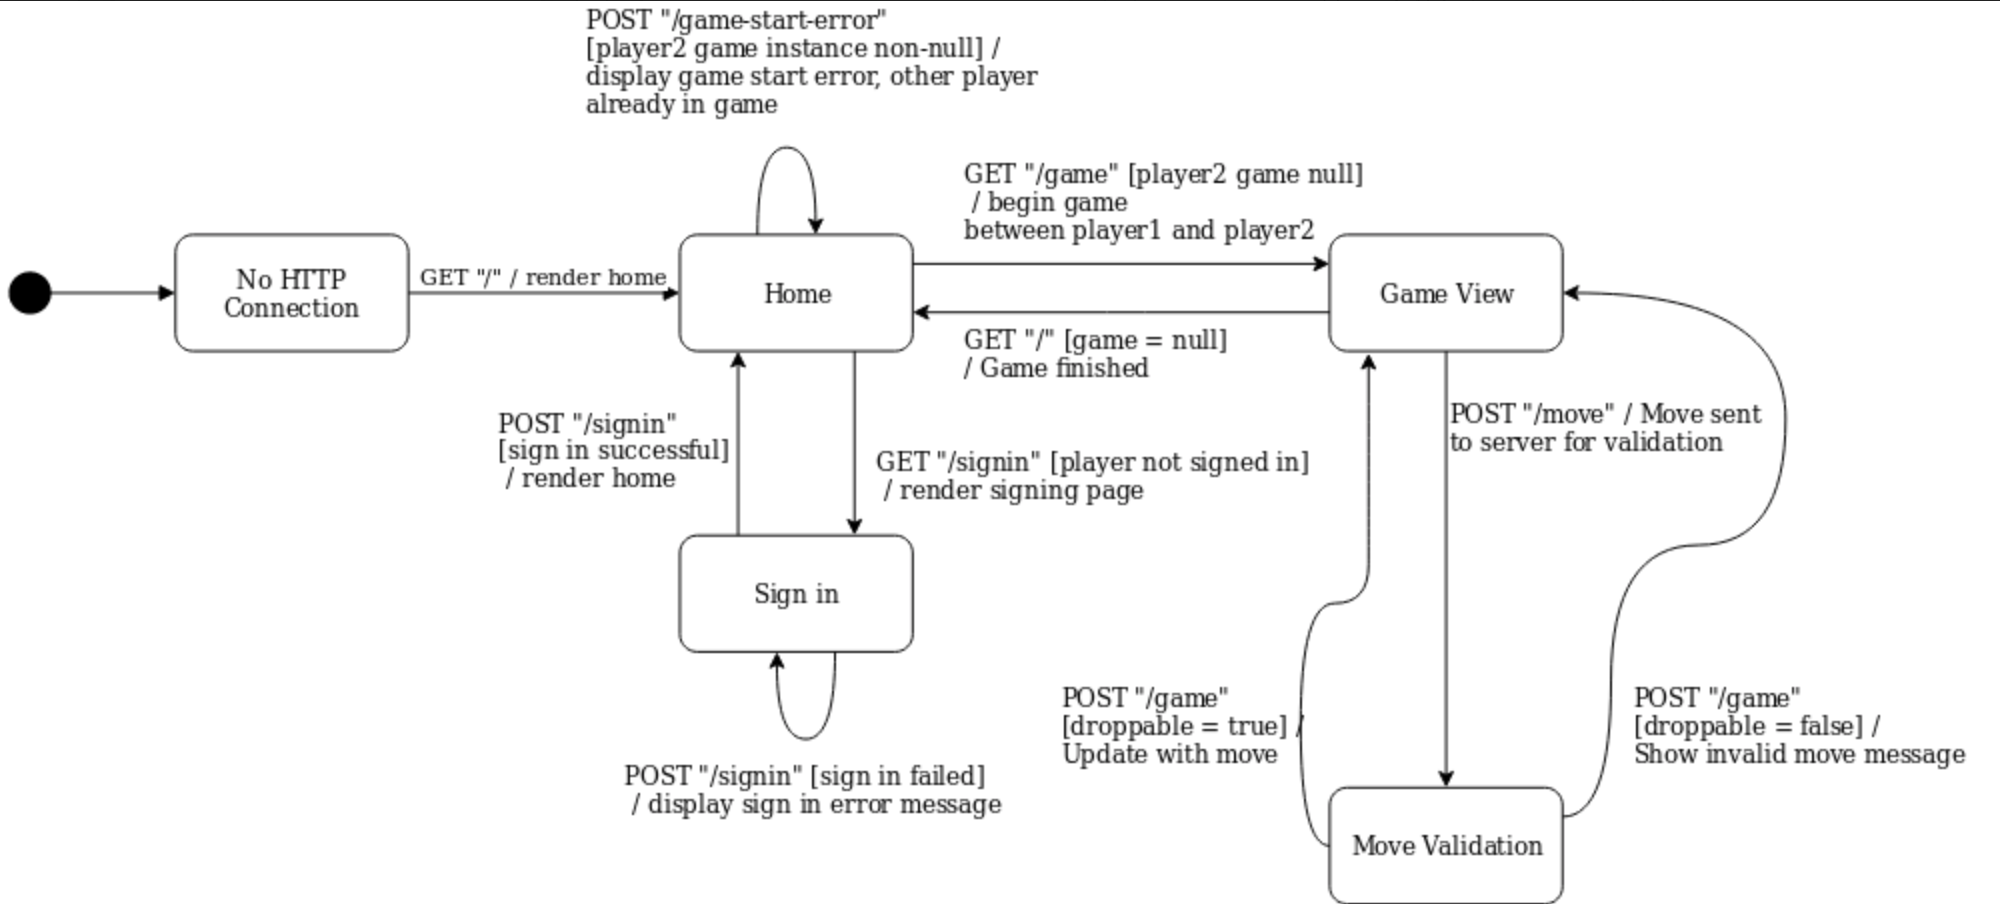 POST "/game-start-error"
[player2 game instance non-null] /
display game start error, other player
already in game
GET "/game" [player2 game null]
/ begin game
between player1 and player2
No HTTP
Connection
GET "/" / render home
Home
Game View
GET "/" [game = null]
/ Game finished
POST "/signin"
[sign in successful]
/ render home
GET "/signin" [player not signed in]
/ render signing page
POST "/move" / Move sent
to server for validation
Sign in
POST "/signin" [sign in failed]
/ display sign in error message
POST "/game"
[droppable = true] /
Update with move
POST "/game"
[droppable = false] /
Show invalid move message
Move Validation